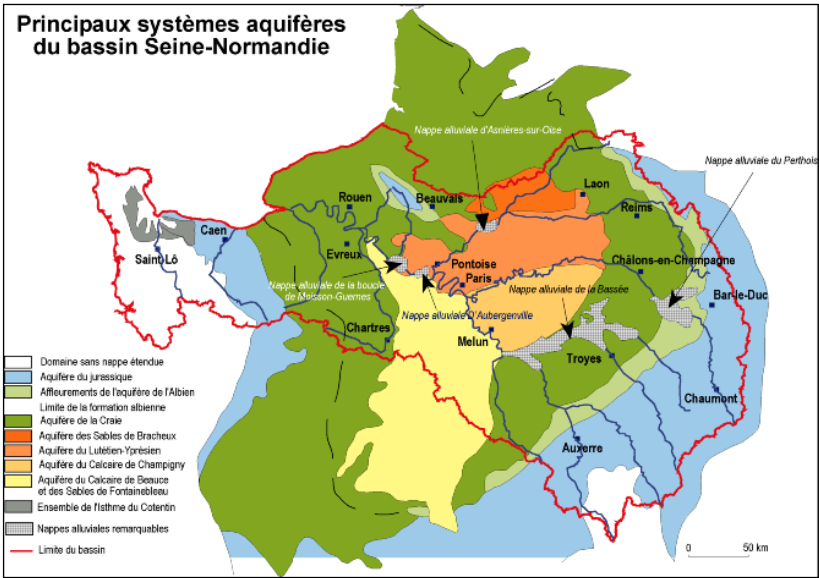 Principaux systèmes aquifères
du bassin Seine-Normandie
Nappe alluviale d'Asnières-sur-Oise
Nappe alluviale du Perthois
Laon
Rouen
Beauvais
Reims
Caen
Saint-Lô
Evreux
Pontoise
Paris
Châlons-en-Champagne
Nappe alluviale de la boucle
de Moisson-Guernes
Nappe alluviale de la Bassée
Bar-le-Duc
Nappe alluviale D'Aubergenville
Chartres
Melun
Troyes
Chaumont
Auxerre
Domaine sans nappe étendue
Aquifère du jurassique
Affleurements de l'aquifère de l'Albien
Limite de la formation albienne
Aquifère de la Craie
Aquifère des Sables de Bracheux
Aquifère du Lutétien-Yprésien
Aquifère du Calcaire de Champigny
Aquifère du Calcaire de Beauce
et des Sables de Fontainebleau
Ensemble de l'Isthme du Cotentin
Nappes alluviales remarquables
Limite du bassin
0 50 km